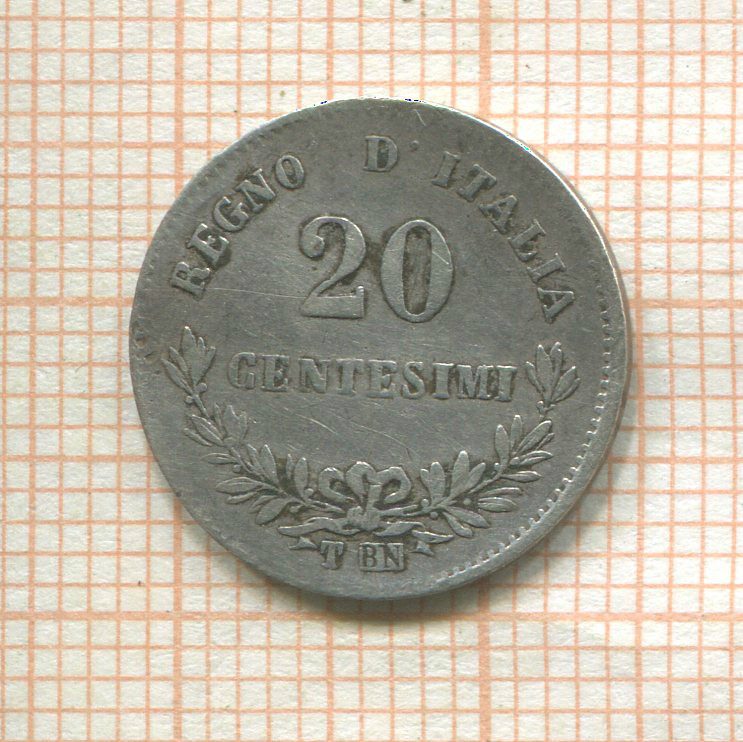 REGNO D'ITALIA
20
CENTESIMI
T BN